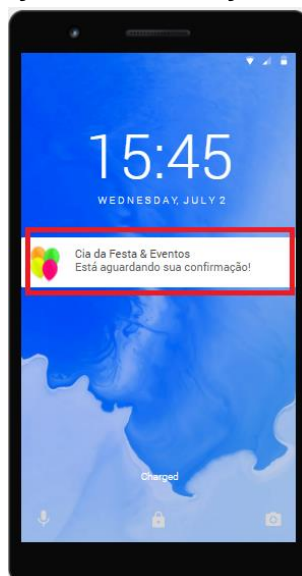 15:45
WEDNESDAY, JULY 2
Cia da Festa & Eventos
Está aguardando sua confirmação!
Charged